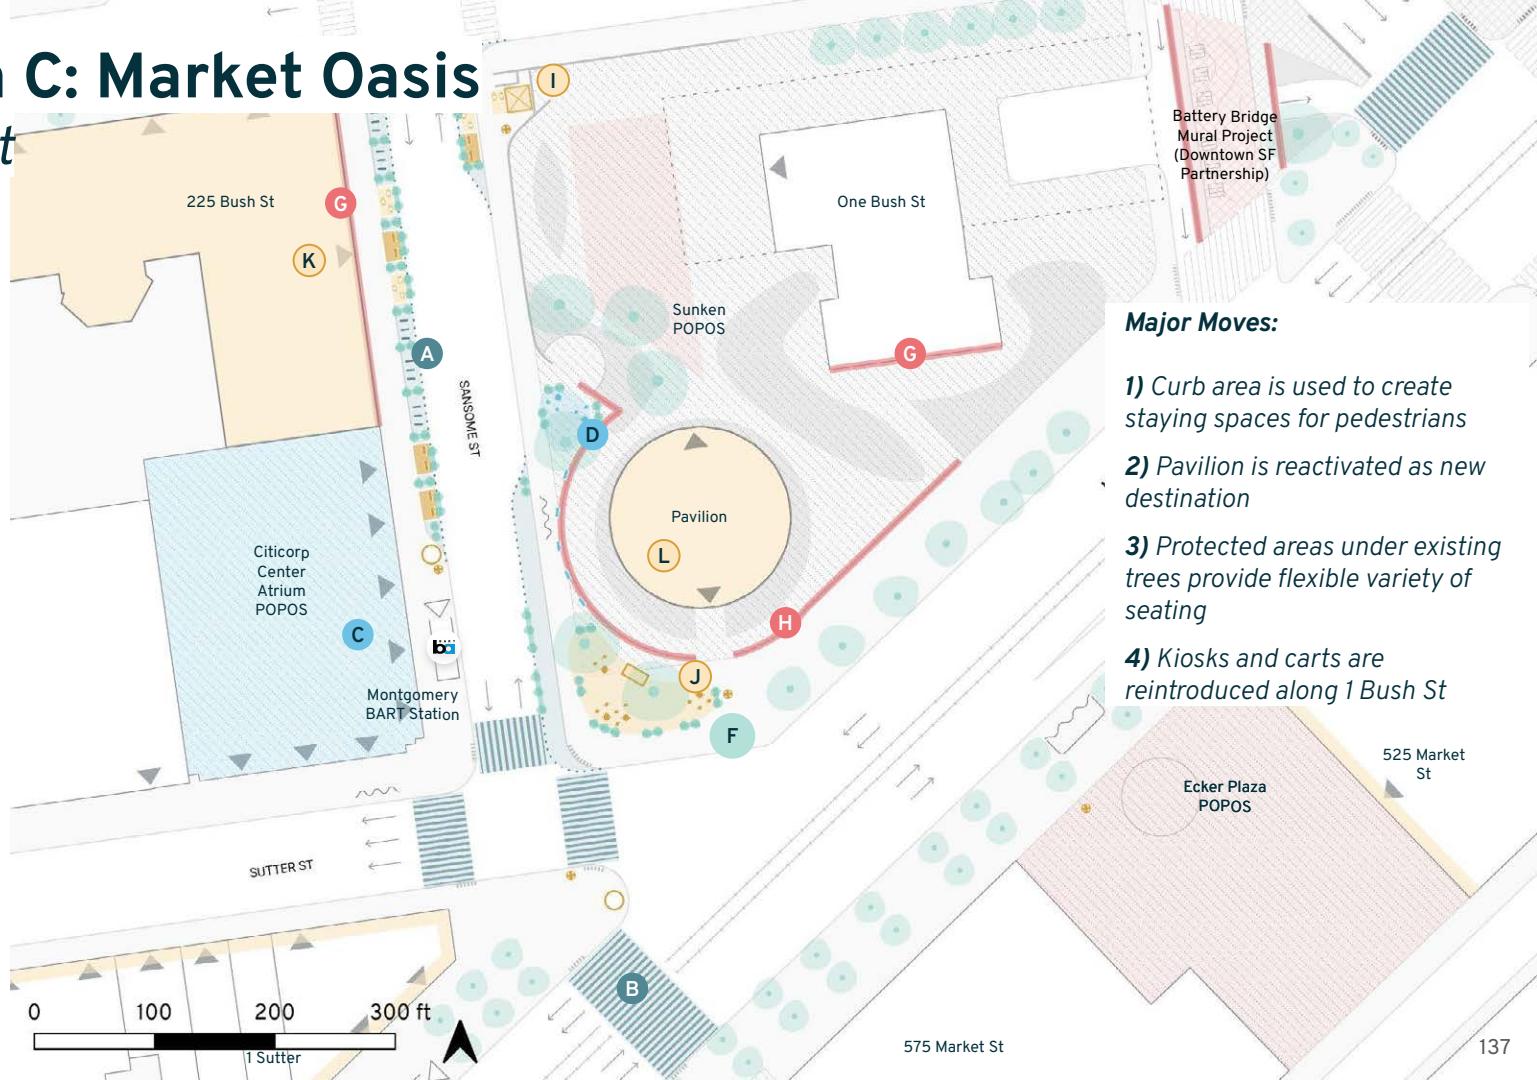 C: Market Oasis
t
I
Battery Bridge
Mural Project
(Downtown SF
Partnership)
225 Bush St
G
One Bush St
K
Sunken
POPOS
A
G
SANSOME ST
D
Pavilion
L
Citicorp
Center
Atrium
POPOS
C
ba
H
J
Montgomery
BART Station
F
Major Moves:
1) Curb area is used to create
staying spaces for pedestrians
2) Pavilion is reactivated as new
destination
3) Protected areas under existing
trees provide flexible variety of
seating
4) Kiosks and carts are
reintroduced along 1 Bush St
525 Market
St
Ecker Plaza
POPOS
SUTTER ST
B
0 100 200 300 ft
1 Sutter
575 Market St
137